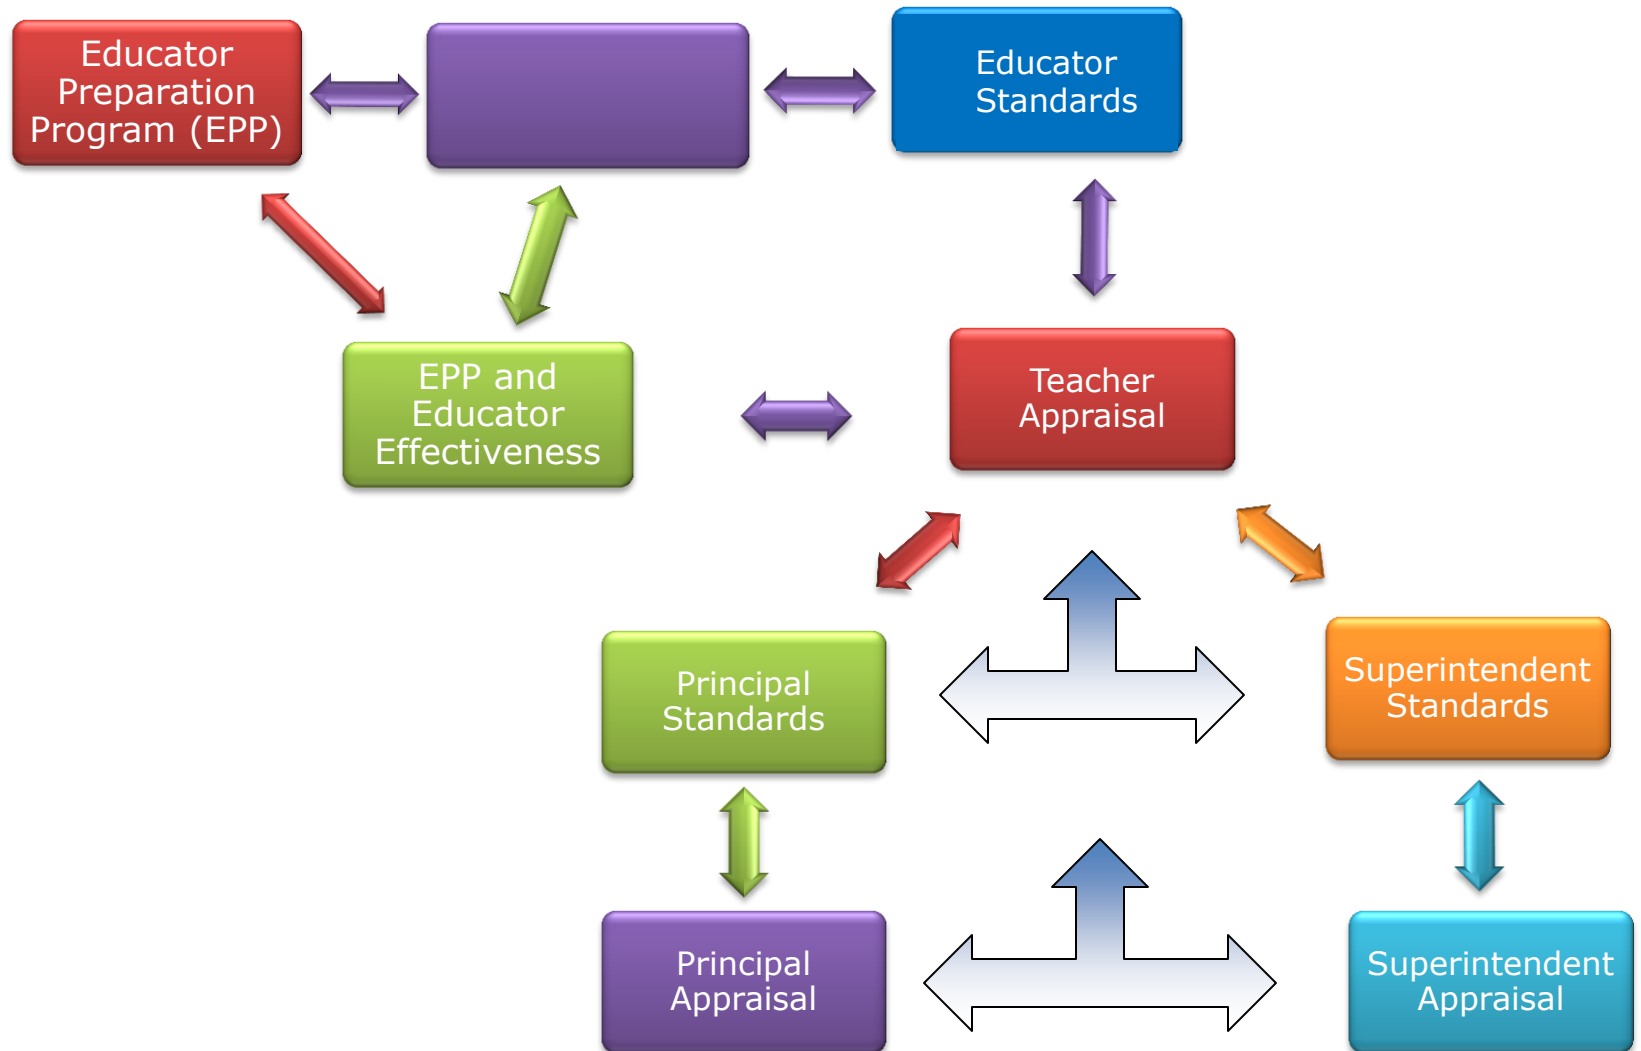 Educator
Preparation
Program (EPP)
Educator
Standards
EPP and
Educator
Effectiveness
Teacher
Appraisal
Principal
Standards
Superintendent
Standards
Principal
Appraisal
Superintendent
Appraisal